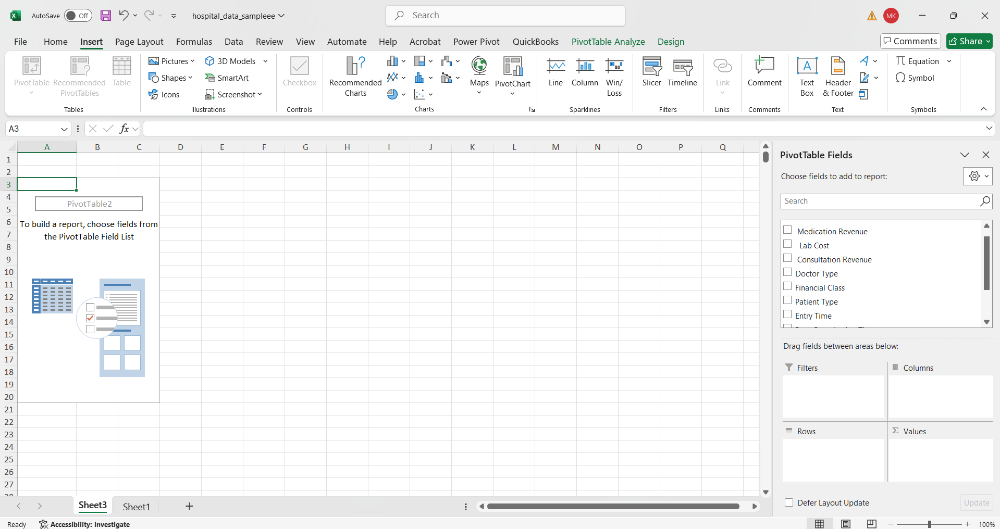 AutoSave Off hospital_data_sampleee Search MK
File Home Insert Page Layout Formulas Data Review View Automate Help Acrobat Power Pivot QuickBooks PivotTable Analyze Design Comments Share
PivotTable
Recommended
PivotTables
Table
Tables
Pictures
Shapes
Icons
3D Models
SmartArt
Screenshot
Illustrations
Checkbox
Controls
Recommended
Charts
Maps
PivotChart
Charts
Line
Column
Win/
Loss
Sparklines
Slicer
Timeline
Filters
Link
Links
Comment
Comments
Text
Box
Header
& Footer
Text
Equation
Symbol
Symbols
A3 fx
A B C D E F G H I J K L M N O P Q
1
2
3
4
5
6
7
8
9
10
11
12
13
14
15
16
17
18
19
20
21
22
23
24
25
26
27
PivotTable2
To build a report, choose fields from
the PivotTable Field List
PivotTable Fields
Choose fields to add to report:
Search
Medication Revenue
Lab Cost
Consultation Revenue
Doctor Type
Financial Class
Patient Type
Entry Time
Drag fields between areas below:
Filters
Columns
Rows
Values
Defer Layout Update Update
Sheet3 Sheet1
Ready Accessibility: Investigate 100%